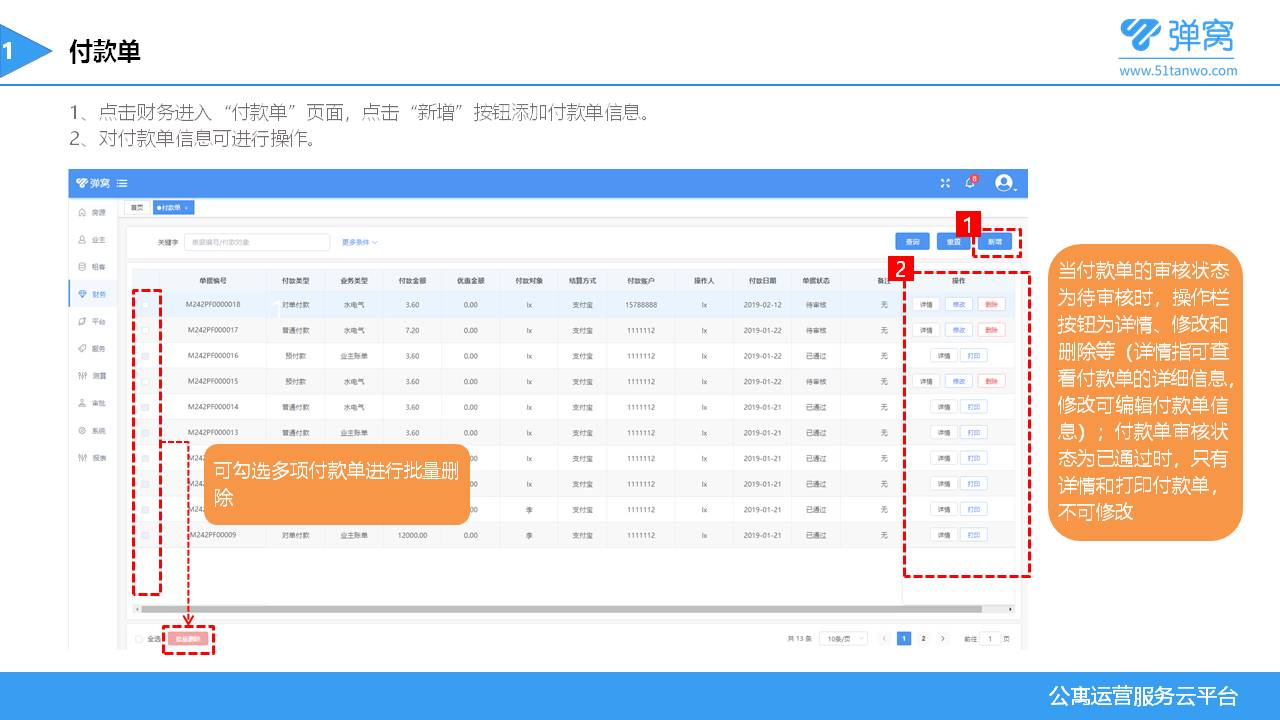 1
付款单
弹窝
www.51tanwo.com
1、点击财务进入“付款单”页面，点击“新增”按钮添加付款单信息。
2、对付款单信息可进行操作。
弹窝
8
房源
业主
租客
财务
平台
服务
测算
审批
系统
报表
首页 付款单
关键字 单据编号/付款对象 更多条件
查询 重置 新增
1
2
单据编号 付款类型 业务类型 付款金额 优惠金额 付款对象 结算方式 付款账户 操作人 付款日期 单据状态 备注 操作
M242PF0000018 对单付款 水电气 3.60 0.00 lx 支付宝 15788888 lx 2019-02-12 待审核 无 详情 修改 删除
1
M242PF000017 普通付款 水电气 7.20 0.00 lx 支付宝 1111112 lx 2019-01-22 待审核 无 详情 修改 删除
M242PF000016 预付款 业主账单 3.60 0.00 lx 支付宝 1111112 lx 2019-01-22 已通过 无 详情 打印
M242PF000015 预付款 水电气 3.60 0.00 lx 支付宝 1111112 lx 2019-01-22 待审核 无 详情 修改 删除
M242PF000014 普通付款 水电气 3.60 0.00 lx 支付宝 1111112 lx 2019-01-21 已通过 无 详情 打印
M242PF000013 普通付款 业主账单 3.60 0.00 lx 支付宝 1111112 lx 2019-01-21 已通过 无 详情 打印
M242 00 lx 支付宝 1111112 lx 2019-01-21 已通过 无 详情 打印
M242 00 lx 支付宝 1111112 lx 2019-01-21 已通过 无 详情 打印
M242 00 李 支付宝 1111112 lx 2019-01-21 已通过 无 详情 打印
M242PF00009 对单付款 业主账单 12000.00 0.00 李 支付宝 1111112 lx 2019-01-21 已通过 无 详情 打印
可勾选多项付款单进行批量删
除
全选 批量删除
共 13 条 10条/页 1 2 前往 1 页
当付款单的审核状态
为待审核时，操作栏
按钮为详情、修改和
删除等（详情指可查
看付款单的详细信息，
修改可编辑付款单信
息）；付款单审核状
态为已通过时，只有
详情和打印付款单，
不可修改
公寓运营服务云平台